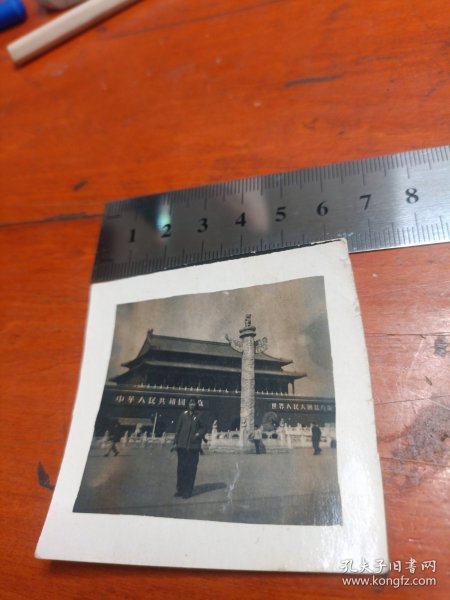 1 2 3 4 5 6 7 8
中华人民共和国万岁
世界人民大团结万岁
孔夫子旧书网
www.kongfz.com